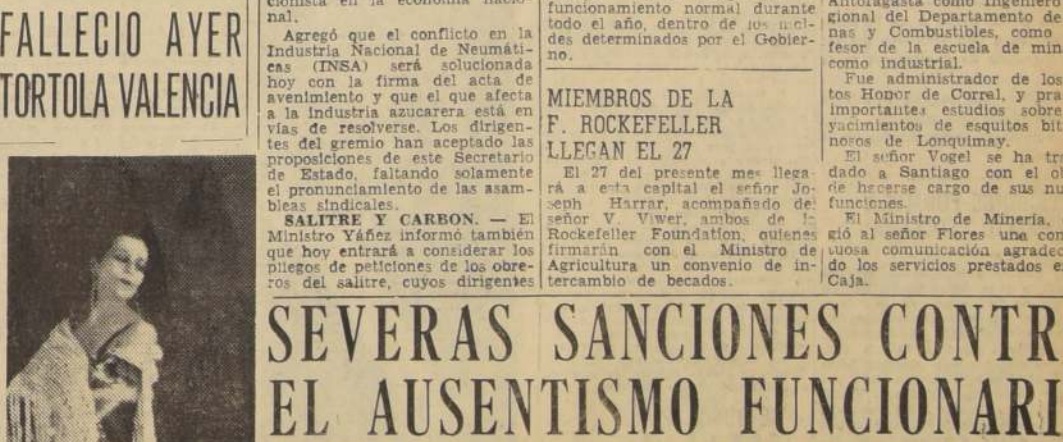 FALLECIO AYER
TORTOLA VALENCIA
cionista en la economía nacio-
nal.
Agregó que el conflicto en la
Industria Nacional de Neumáti-
cas (INSA) será solucionada
hoy con la firma del acta de
avenimiento y que el que afecta
a la industria azucarera está en
vías de resolverse. Los dirigen-
tes del gremio han aceptado las
proposiciones de este Secretario
de Estado, faltando solamente
el pronunciamiento de las asam-
bleas sindicales.
SALITRE Y CARBON. — El
Ministro Yáñez informó también
que hoy entrará a considerar los
pliegos de peticiones de los obre-
ros del salitre, cuyos dirigentes
funcionamiento normal durante
todo el año, dentro de los
des determinados por el Gobier-
no.
MIEMBROS DE LA
F. ROCKEFELLER
LLEGAN EL 27
El 27 del presente mes llega-
rá a esta capital el señor Jo-
seph Harrar, acompañado del
señor V. Viwer, ambos de la
Rockefeller Foundation, quienes
firmarán con el Ministro de
Agricultura un convenio de in-
tercambio de becados.
Antofagasta como Ingeniero
gional del Departamento de
nas y Combustibles, como
fesor de la escuela de min
como industrial.
Fue administrador de los
tos Honor de Corral, y pra
importantes estudios sobre
yacimientos de esquitos bit
nosos de Lonquimay.
El señor Vogel se ha tra
dado a Santiago con el ob
de hacerse cargo de sus nu
funciones.
El Ministro de Minería,
gió al señor Flores una con
tuosa comunicación agradec
do los servicios prestados e
Caja.
SEVERAS SANCIONES CONTR
EL AUSENTISMO FUNCIONARI